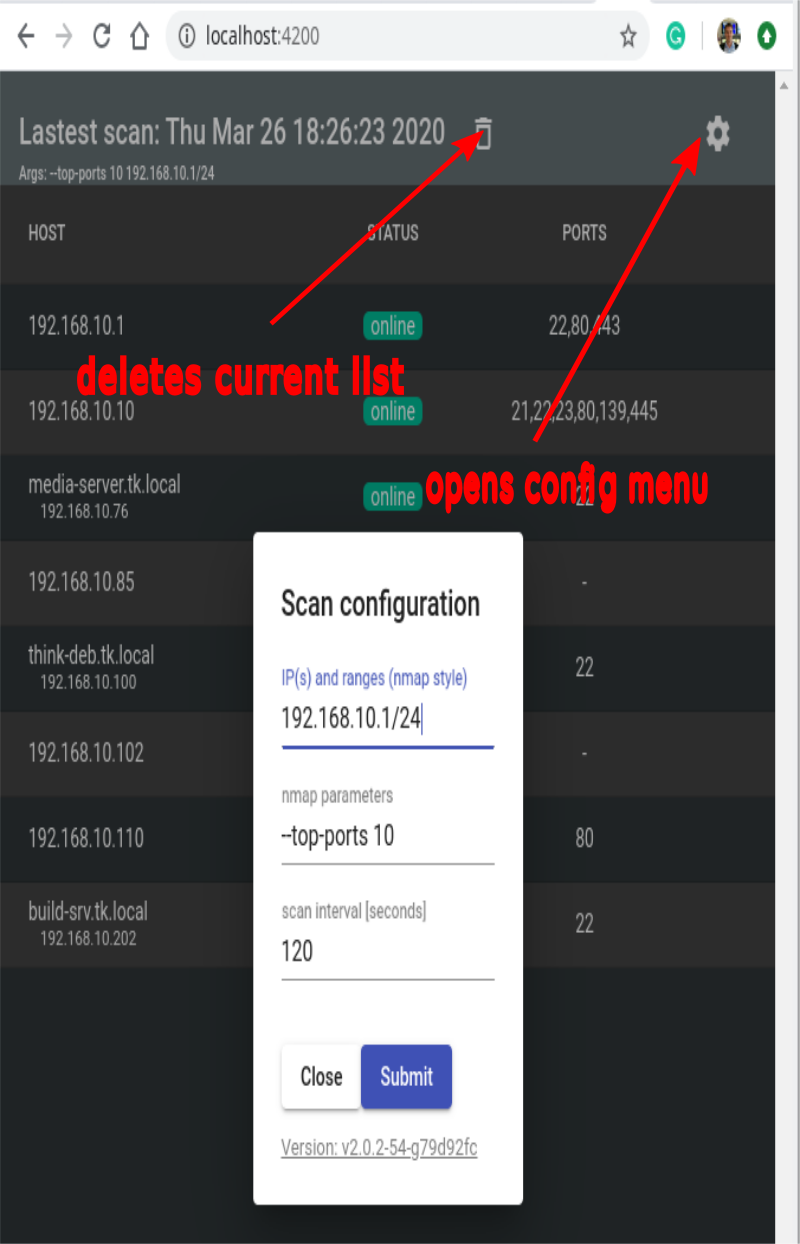 localhost:4200
Lastest scan: Thu Mar 26 18:26:23 2020
Args: --top-ports 10 192.168.10.1/24
HOST STATUS PORTS
192.168.10.1 online 22,80,443
deletes current list
192.168.10.10 online 21,22,23,80,139,445
media-server.tk.local
192.168.10.76
online 22
opens config menu
192.168.10.85 -
think-deb.tk.local
192.168.10.100
22
192.168.10.102 -
192.168.10.110 80
build-srv.tk.local
192.168.10.202
22
Scan configuration
IP(s) and ranges (nmap style)
192.168.10.1/24
nmap parameters
--top-ports 10
scan interval [seconds]
120
Close Submit
Version: v2.0.2-54-g79d92fc